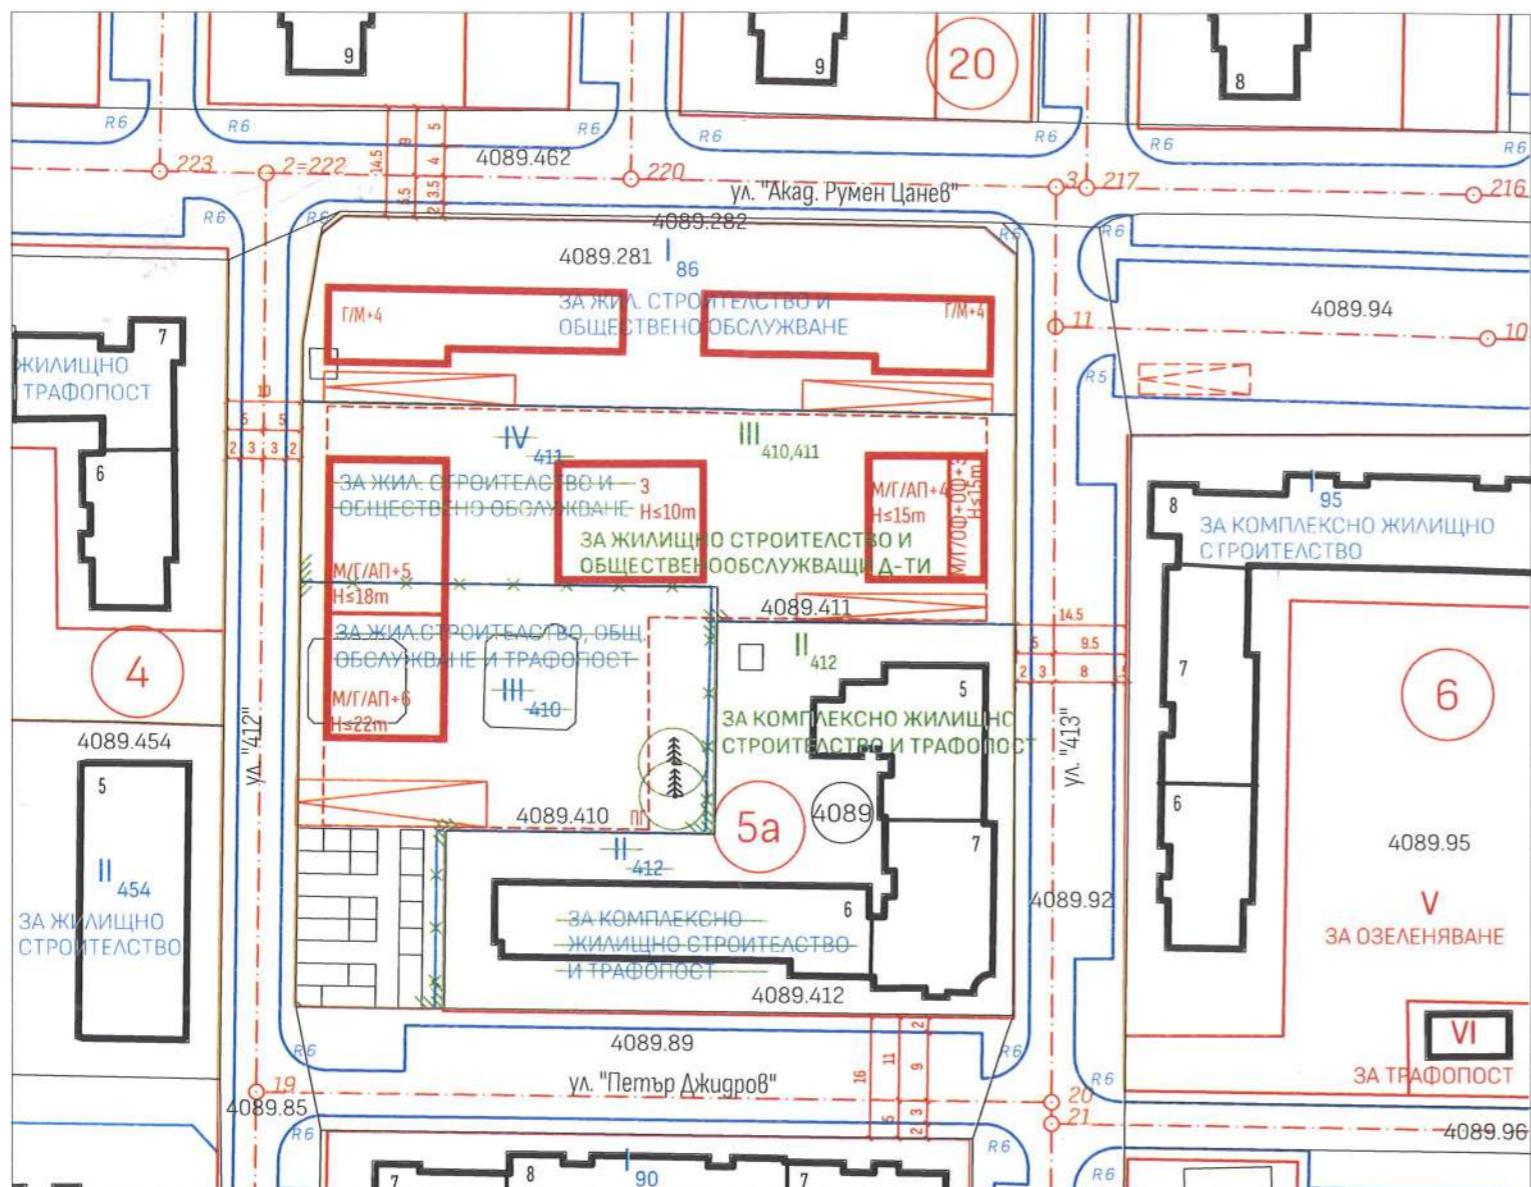 9
9
20
8
R6
R6
R6
R6
R6
R6
R6
14.5
9
5
4
3.5
2
5.5
4089.462
223
2=222
220
3
217
216
ул. "Акад. Румен Цанев"
R6
R6
4089.282
R6
R6
4089.281
I 86
ЗА ЖИЛ. СТРОИТЕЛСТВО И
ОБЩЕСТВЕНО ОБСЛУЖВАНЕ
Г/М+4
Г/М+4
4089.94
11
10
7
ЖИЛИЩНО
ТРАФОПОСТ
R5
10
5
5
2
3
3
2
6
IV 411
ЗА ЖИЛ. СТРОИТЕЛСТВО И
ОБЩЕСТВЕНО ОБСЛУЖВАНЕ
III 410,411
3
H≤10m
М/Г/АП+4
H≤15m
М/Г/ОФ+ОФ+3
H≤15m
ЗА ЖИЛИЩНО СТРОИТЕЛСТВО И
ОБЩЕСТВЕНООБСЛУЖВАЩИ Д-ТИ
8
I 95
ЗА КОМПЛЕКСНО ЖИЛИЩНО
СТРОИТЕЛСТВО
М/Г/АП+5
H≤18m
4089.411
ЗА ЖИЛ.СТРОИТЕЛСТВО, ОБЩ.
ОБСЛУЖВАНЕ И ТРАФОПОСТ
III 410
М/Г/АП+6
H≤22m
II 412
14.5
5
9.5
2
3
8
1.5
5
7
4
6
ЗА КОМПЛЕКСНО ЖИЛИЩНО
СТРОИТЕЛСТВО И ТРАФОПОСТ
4089.454
ул. "412"
ул. "413"
5
4089.410
ПГ
5а
4089
7
6
4089.95
II 412
II 454
ЗА ЖИЛИЩНО
СТРОИТЕЛСТВО
6
ЗА КОМПЛЕКСНО
ЖИЛИЩНО СТРОИТЕЛСТВО
И ТРАФОПОСТ
4089.92
V
ЗА ОЗЕЛЕНЯВАНЕ
4089.412
4089.89
R6
R6
16
11
2
9
5
3
2
VI
ЗА ТРАФОПОСТ
ул. "Петър Джидров"
19
4089.85
20
21
R6
4089.96
R6
R6
R6
7
8
I 90
7